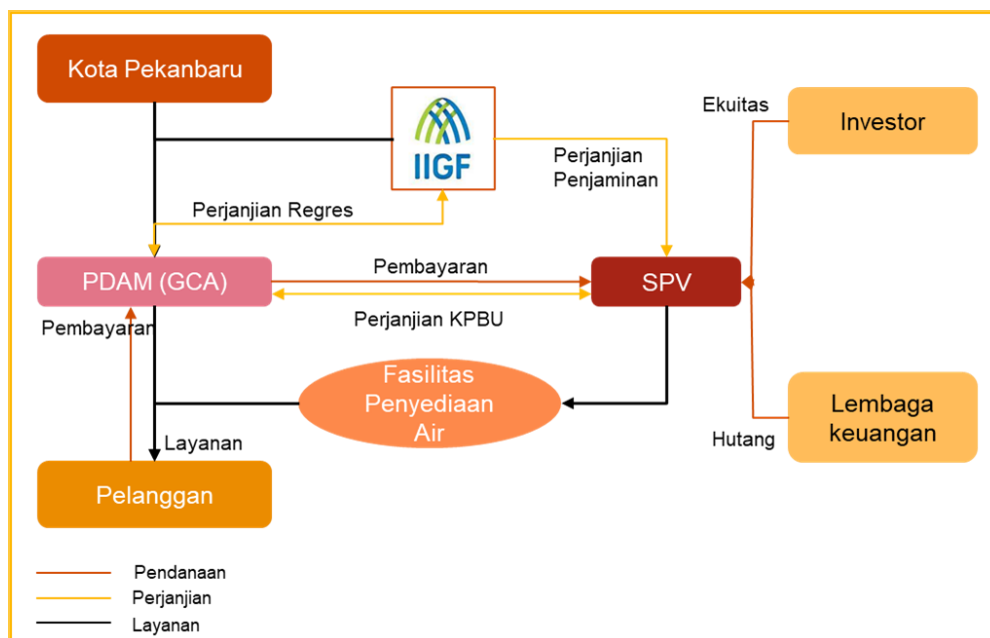 Kota Pekanbaru
IIGF
Ekuitas
Investor
Perjanjian
Penjaminan
Perjanjian Regres
PDAM (GCA)
Pembayaran
SPV
Pembayaran
Perjanjian KPBU
Fasilitas
Penyediaan
Air
Lembaga
keuangan
Hutang
Layanan
Pelanggan
Pendanaan
Perjanjian
Layanan